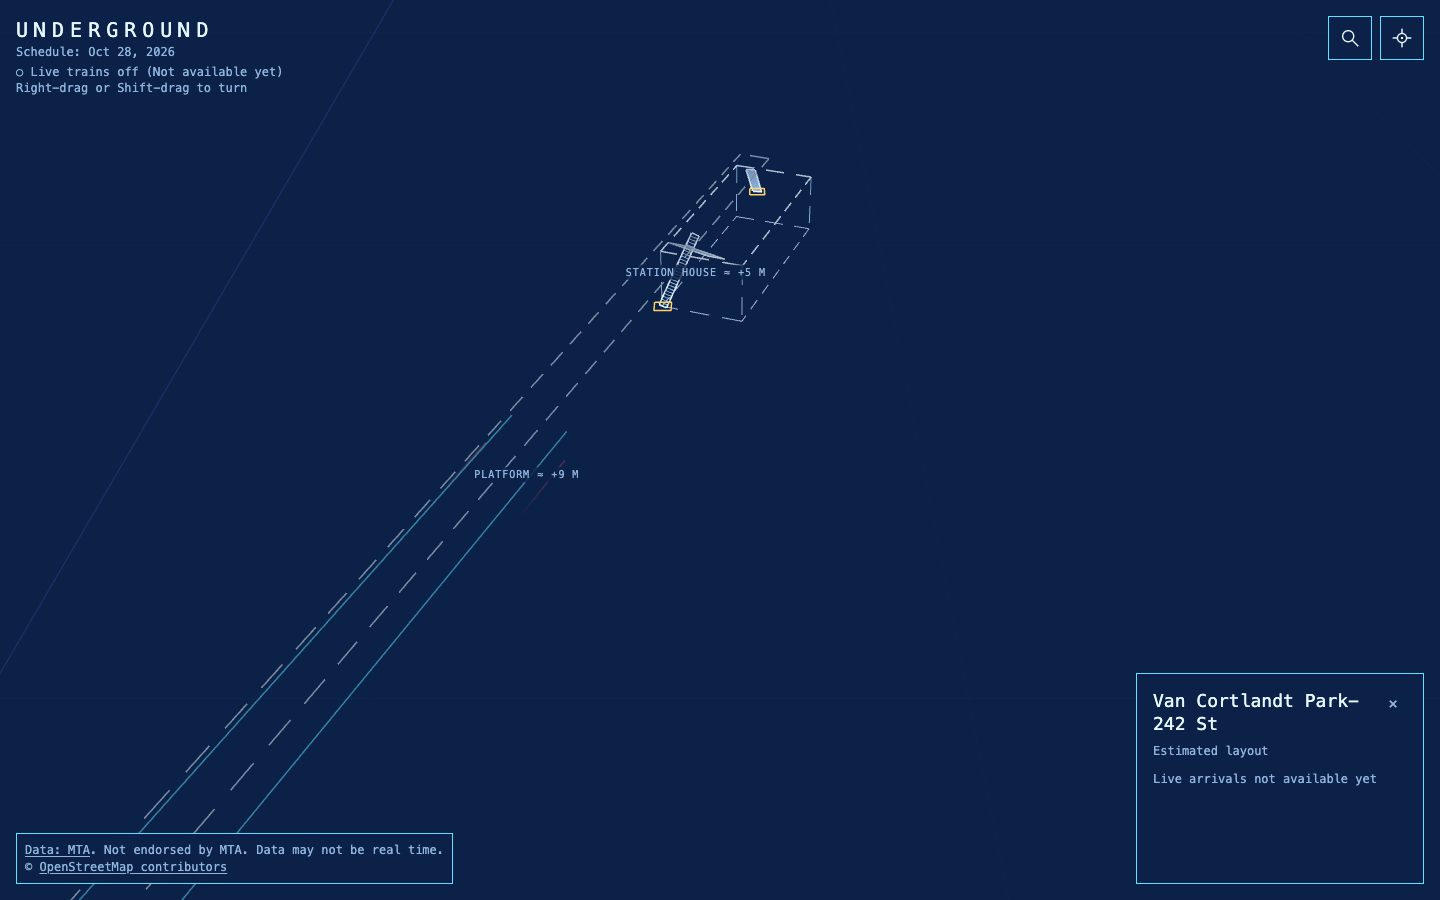 UNDERGROUND
Schedule: Oct 28, 2026
○ Live trains off (Not available yet)
Right-drag or Shift-drag to turn
STATION HOUSE ≈ +5 M
PLATFORM ≈ +9 M
Van Cortlandt Park–
242 St
×
Estimated layout
Live arrivals not available yet
Data: MTA. Not endorsed by MTA. Data may not be real time.
© OpenStreetMap contributors